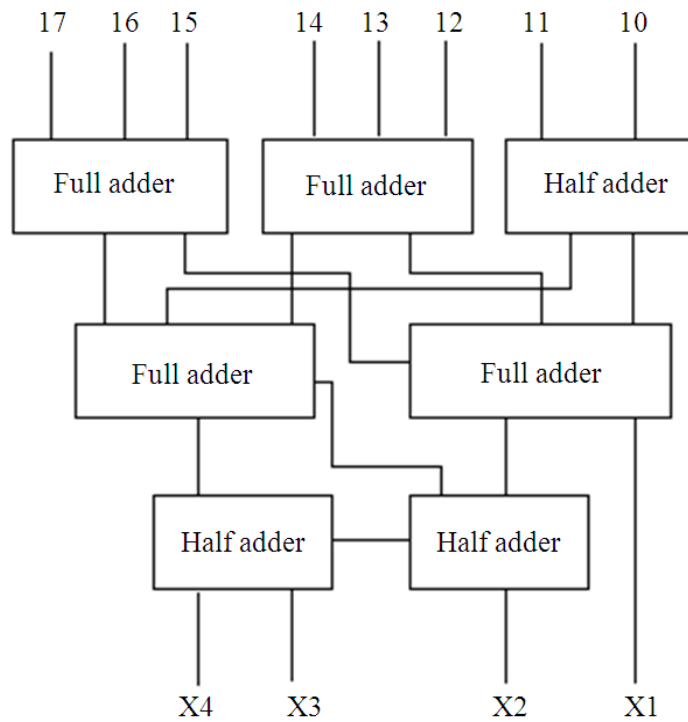 17 16 15 14 13 12 11 10
Full adder Full adder Half adder
Full adder Full adder
Half adder Half adder
X4 X3 X2 X1